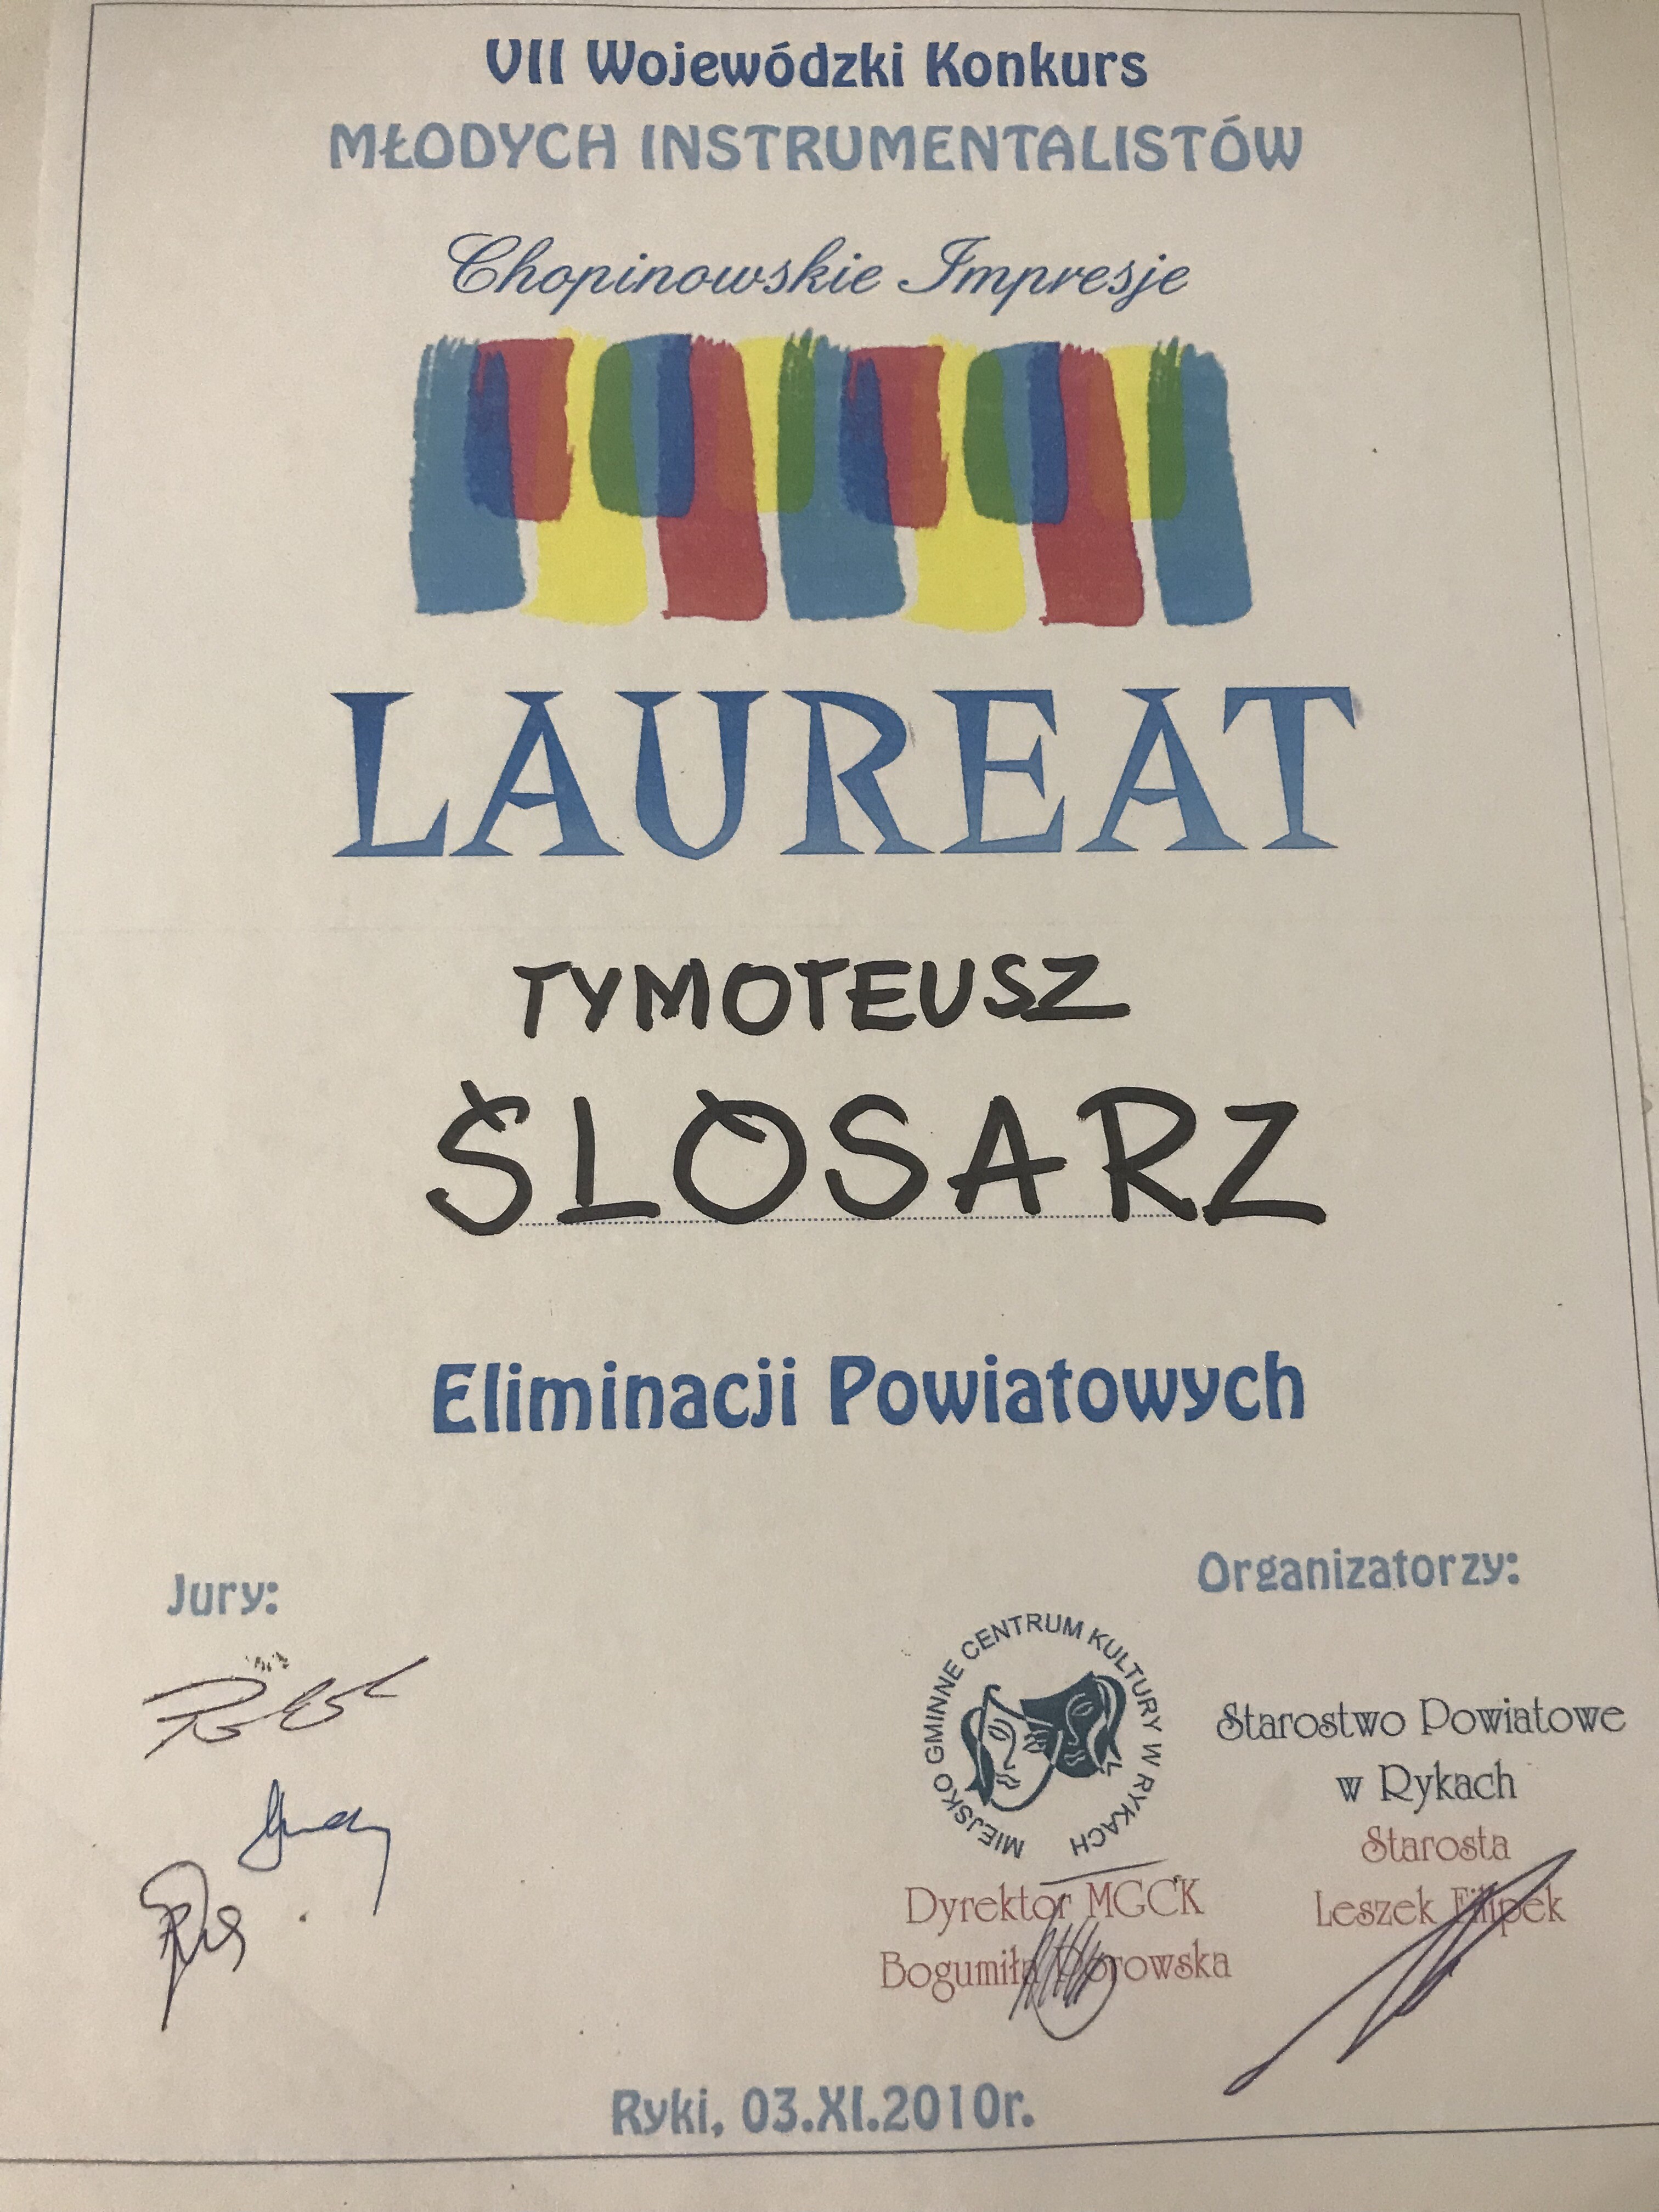 VII Wojewódzki Konkurs
MŁODYCH INSTRUMENTALISTÓW
Chopinowskie Impresje
LAUREAT
TYMOTEUSZ
ŚLOSARZ
Eliminacji Powiatowych
Jury:
Organizatorzy:
MIEJSKO GMINNE CENTRUM KULTURY W RYKACH
Starostwo Powiatowe
w Rykach
Starosta
Leszek Filipek
Dyrektor MGCK
Bogumiła
Ryki, 03.XI.2010r.